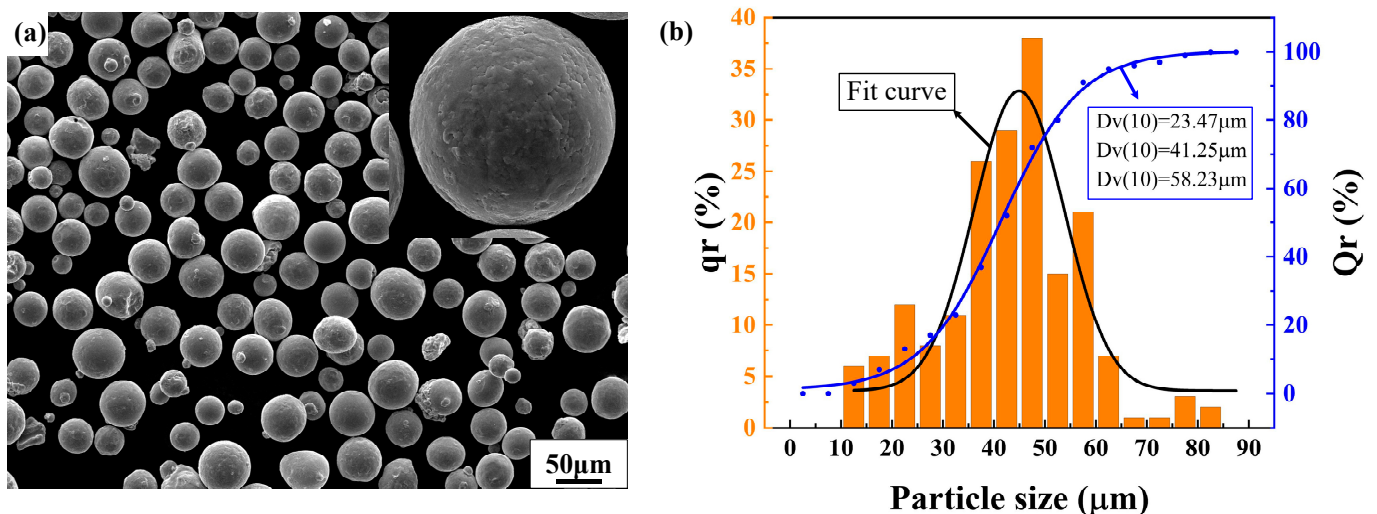 (a)
50μm
(b)
40
35
30
25
20
15
10
5
0
qr (%)
Fit curve
Dv(10)=23.47μm
Dv(10)=41.25μm
Dv(10)=58.23μm
100
80
60
40
20
0
Qr (%)
0 10 20 30 40 50 60 70 80 90
Particle size (μm)